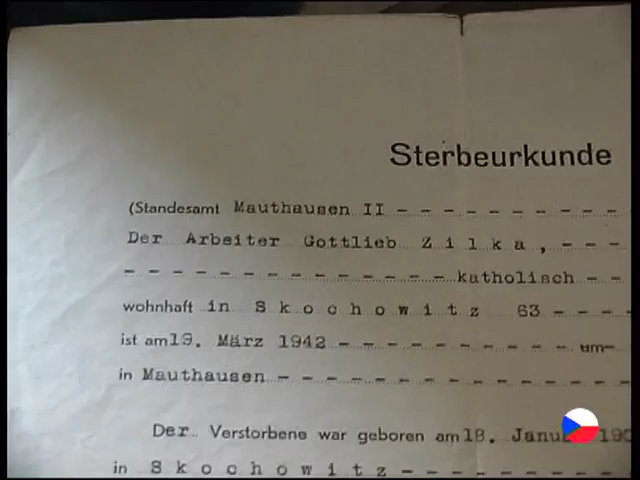 Sterbeurkunde
(Standesamt Mauthausen II - - - - - - - - - -
Der Arbeiter Gottlieb Zilka, - - -
- - - - - - - - - - - - - - - katholisch - -
wohnhaft in Skochowitz 63 - - - -
ist am 19. März 1942 - - - - - - - - - - um -
in Mauthausen - - - - - - - - - - - - - - -
Der Verstorbene war geboren am 18.
in Skochowitz - - - - - - - - -